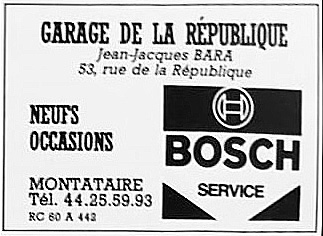 GARAGE DE LA RÉPUBLIQUE
Jean-Jacques BARA
53, rue de la République
NEUFS
OCCASIONS
BOSCH
SERVICE
MONTATAIRE
Tél. 44.25.59.93
RC 60 A 442